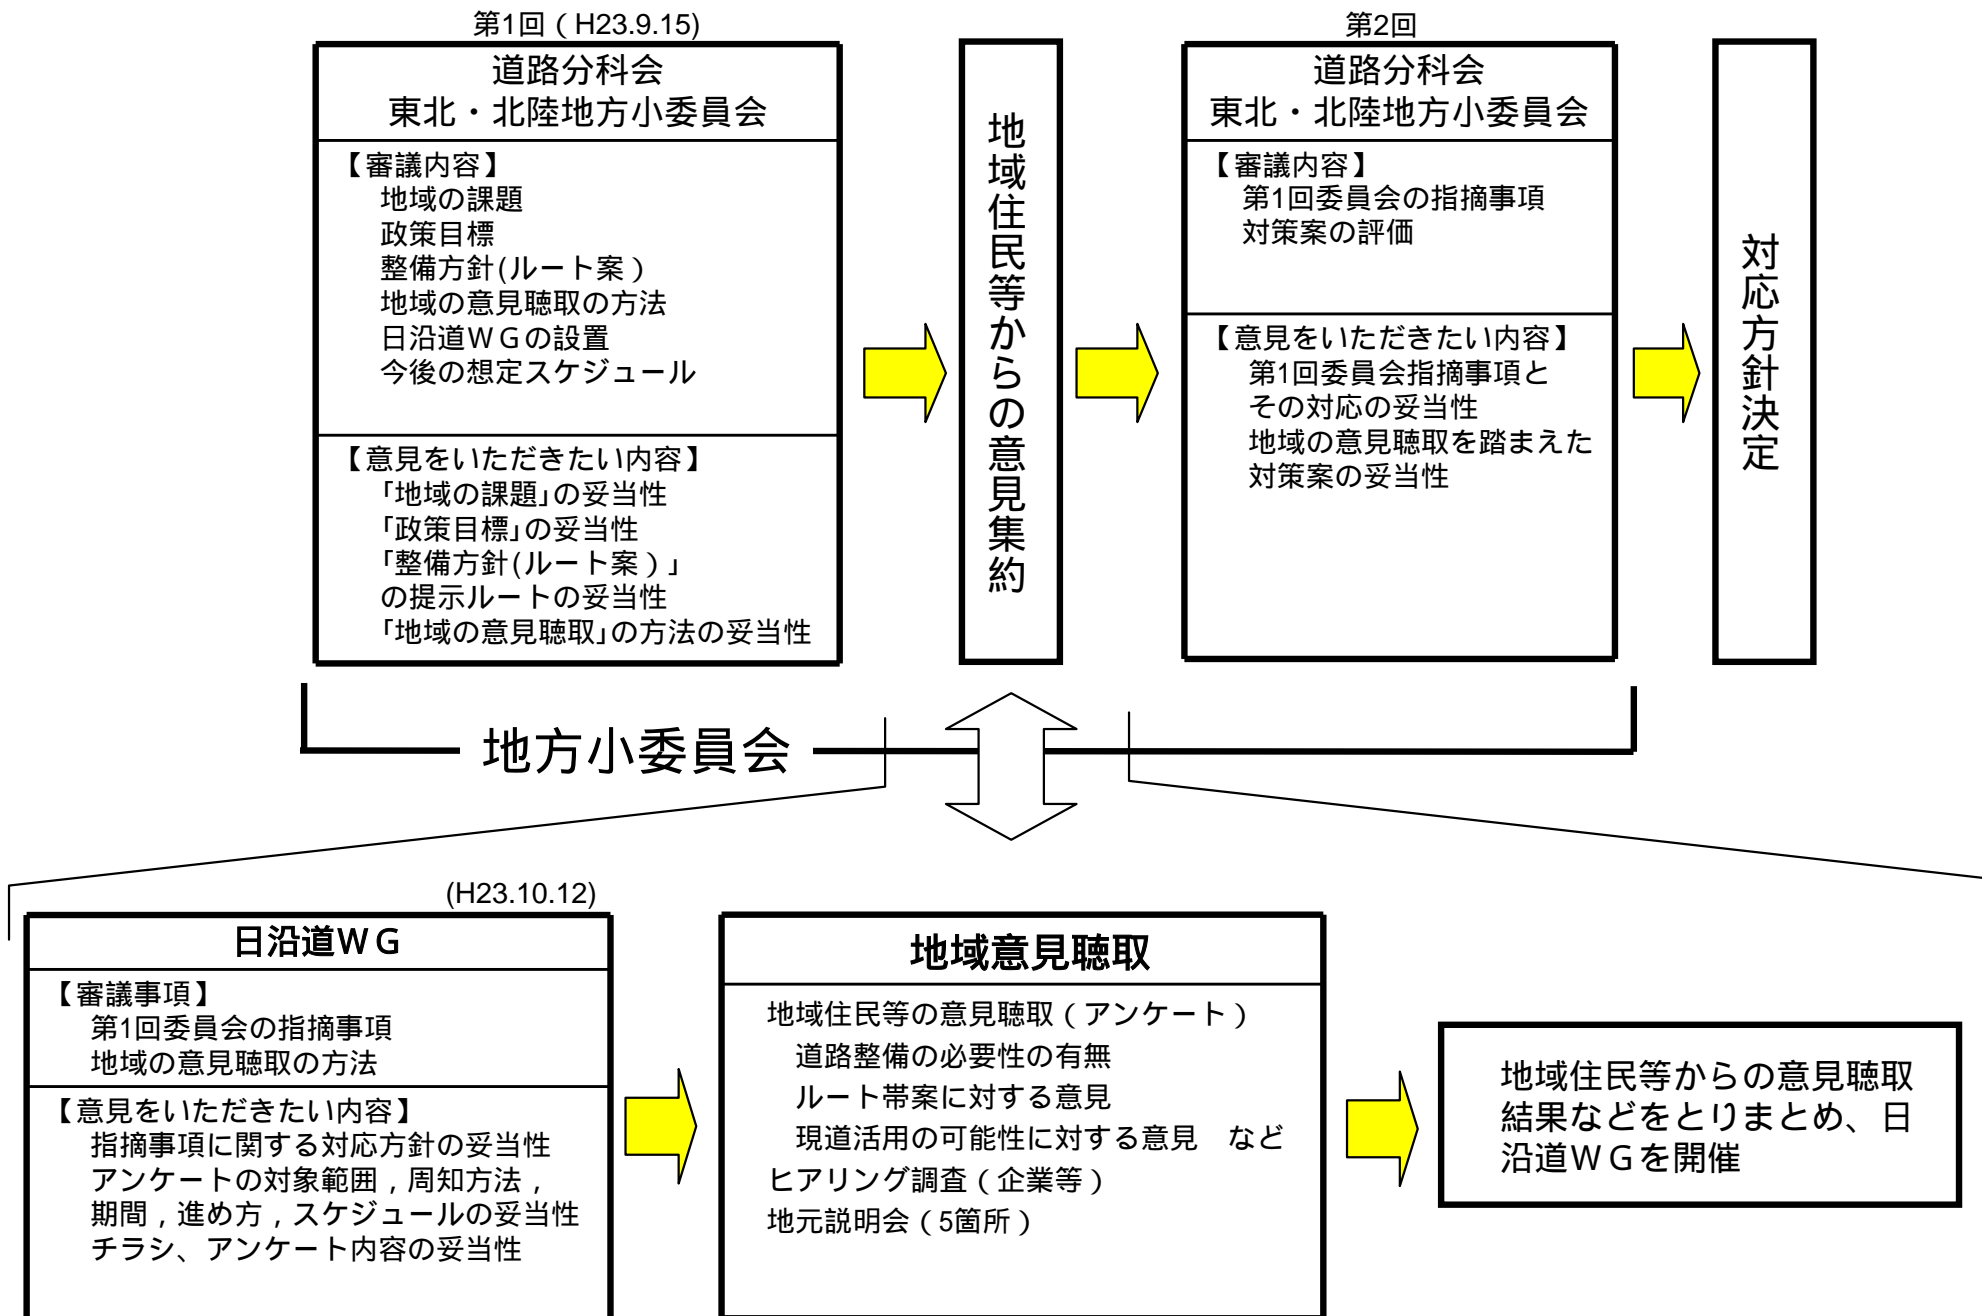 第1回（H23.9.15)
道路分科会
東北・北陸地方小委員会
【審議内容】
地域の課題
政策目標
整備方針(ルート案）
地域の意見聴取の方法
日沿道ＷＧの設置
今後の想定スケジュール
【意見をいただきたい内容】
「地域の課題」の妥当性
「政策目標」の妥当性
「整備方針(ルート案）」
の提示ルートの妥当性
「地域の意見聴取」の方法の妥当性
地域住民等からの意見集約
第2回
道路分科会
東北・北陸地方小委員会
【審議内容】
第1回委員会の指摘事項
対策案の評価
【意見をいただきたい内容】
第1回委員会指摘事項と
その対応の妥当性
地域の意見聴取を踏まえた
対策案の妥当性
対応方針決定
地方小委員会
(H23.10.12)
日沿道ＷＧ
【審議事項】
第1回委員会の指摘事項
地域の意見聴取の方法
【意見をいただきたい内容】
指摘事項に関する対応方針の妥当性
アンケートの対象範囲，周知方法，
期間，進め方，スケジュールの妥当性
チラシ、アンケート内容の妥当性
地域意見聴取
地域住民等の意見聴取（アンケート）
道路整備の必要性の有無
ルート帯案に対する意見
現道活用の可能性に対する意見　など
ヒアリング調査（企業等）
地元説明会（5箇所）
地域住民等からの意見聴取
結果などをとりまとめ、日
沿道ＷＧを開催